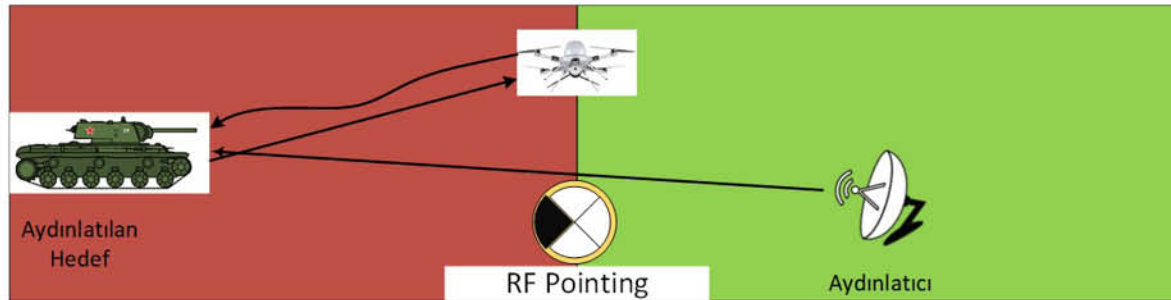 Aydınlatılan
Hedef
RF Pointing
Aydınlatıcı